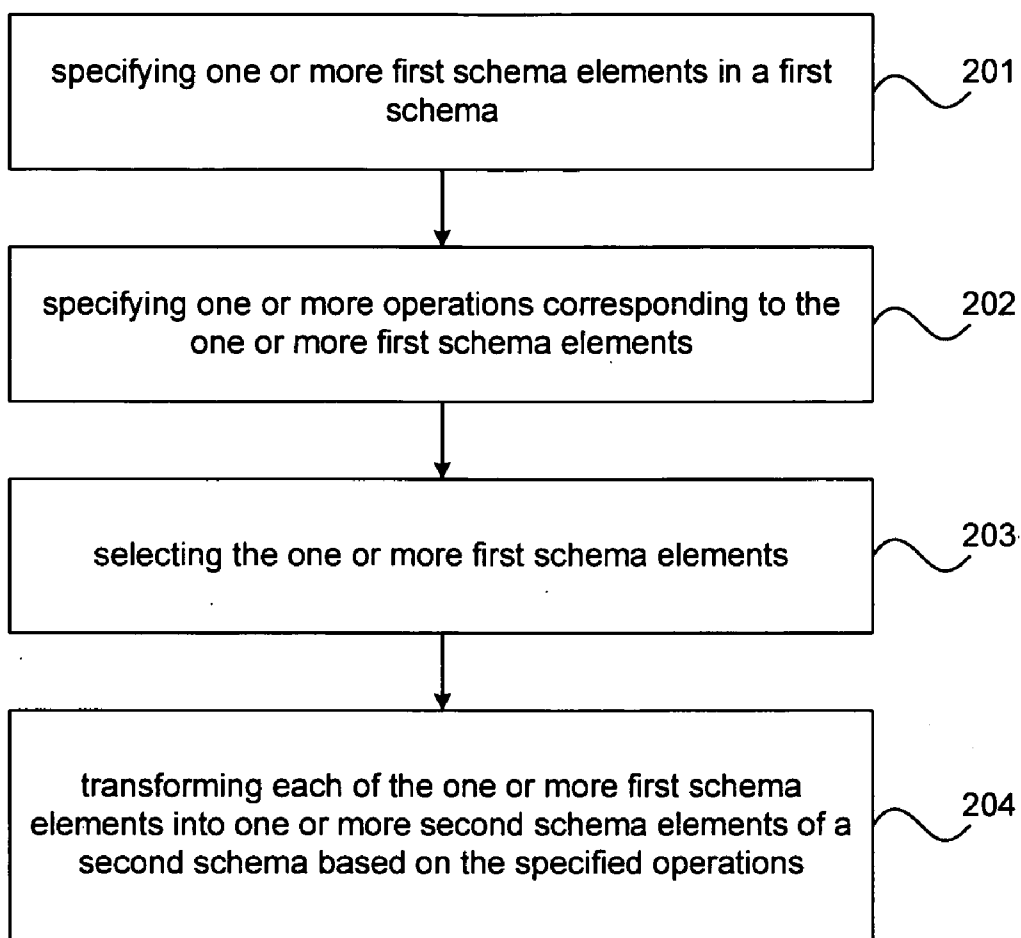 specifying one or more first schema elements in a first
schema
201
specifying one or more operations corresponding to the
one or more first schema elements
202
selecting the one or more first schema elements
203
transforming each of the one or more first schema
elements into one or more second schema elements of a
second schema based on the specified operations
204